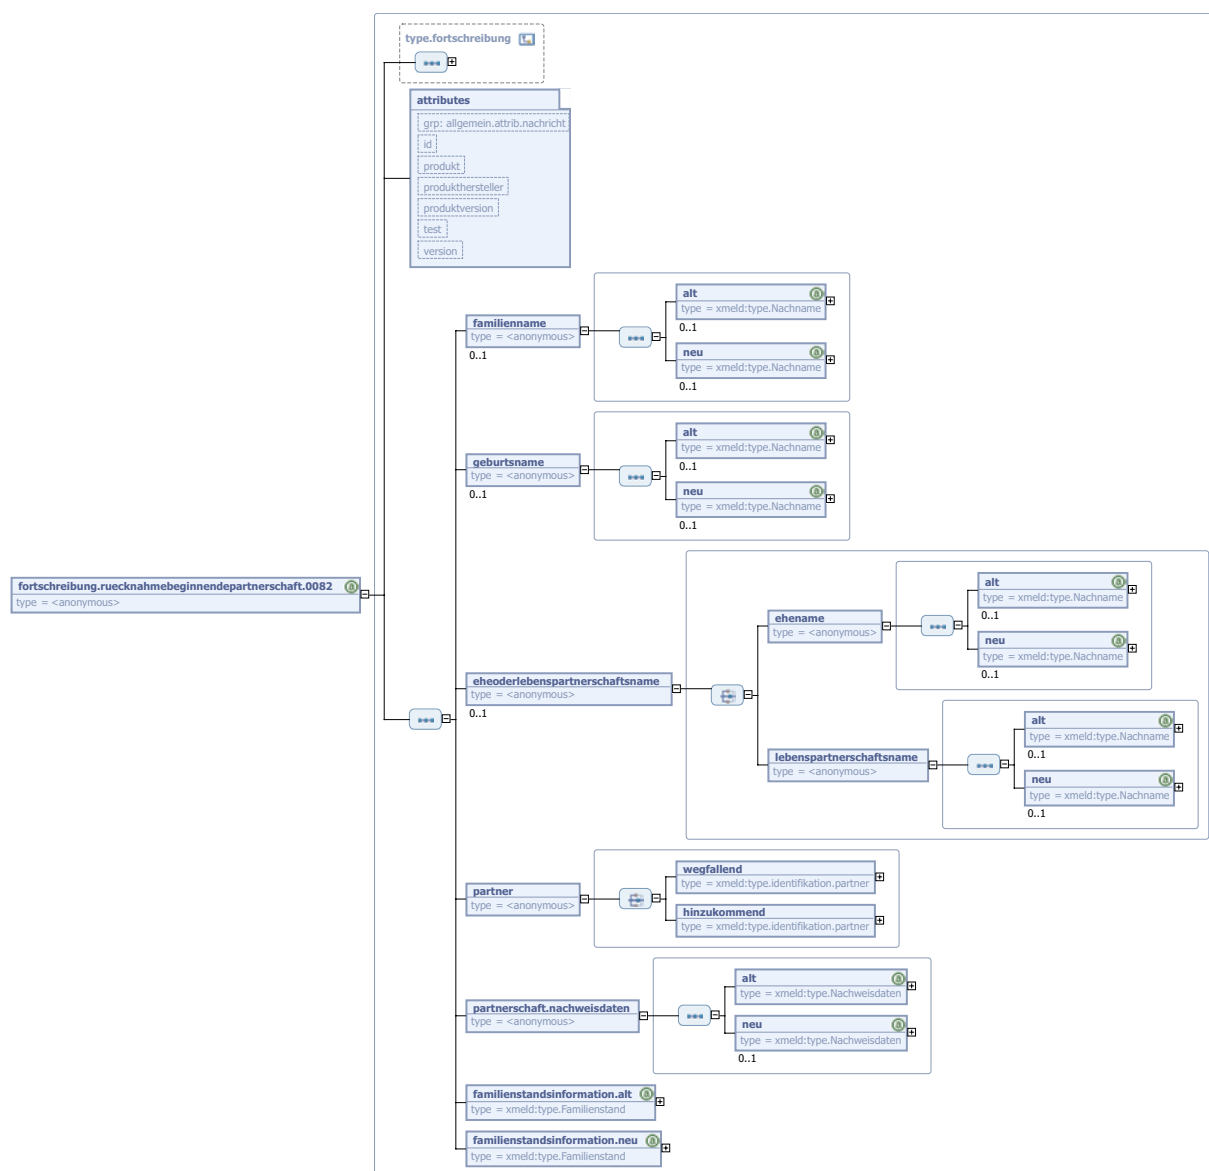 type.fortschreibung
attributes
grp: allgemein.attrib.nachricht
id
produkt
produkthersteller
produktversion
test
version
alt
type = xmeld:type.Nachname
0..1
familienname
type = <anonymous>
0..1
neu
type = xmeld:type.Nachname
0..1
alt
type = xmeld:type.Nachname
0..1
geburtsname
type = <anonymous>
0..1
neu
type = xmeld:type.Nachname
0..1
fortschreibung.ruecknahmebeginnendepartnerschaft.0082
type = <anonymous>
alt
type = xmeld:type.Nachname
0..1
ehename
type = <anonymous>
neu
type = xmeld:type.Nachname
0..1
eheoderlebenspartnerschaftsname
type = <anonymous>
0..1
alt
type = xmeld:type.Nachname
0..1
lebenspartnerschaftsname
type = <anonymous>
neu
type = xmeld:type.Nachname
0..1
wegfallend
type = xmeld:type.identifikation.partner
partner
type = <anonymous>
hinzukommend
type = xmeld:type.identifikation.partner
alt
type = xmeld:type.Nachweisdaten
partnerschaft.nachweisdaten
type = <anonymous>
neu
type = xmeld:type.Nachweisdaten
0..1
familienstandsinformation.alt
type = xmeld:type.Familienstand
familienstandsinformation.neu
type = xmeld:type.Familienstand